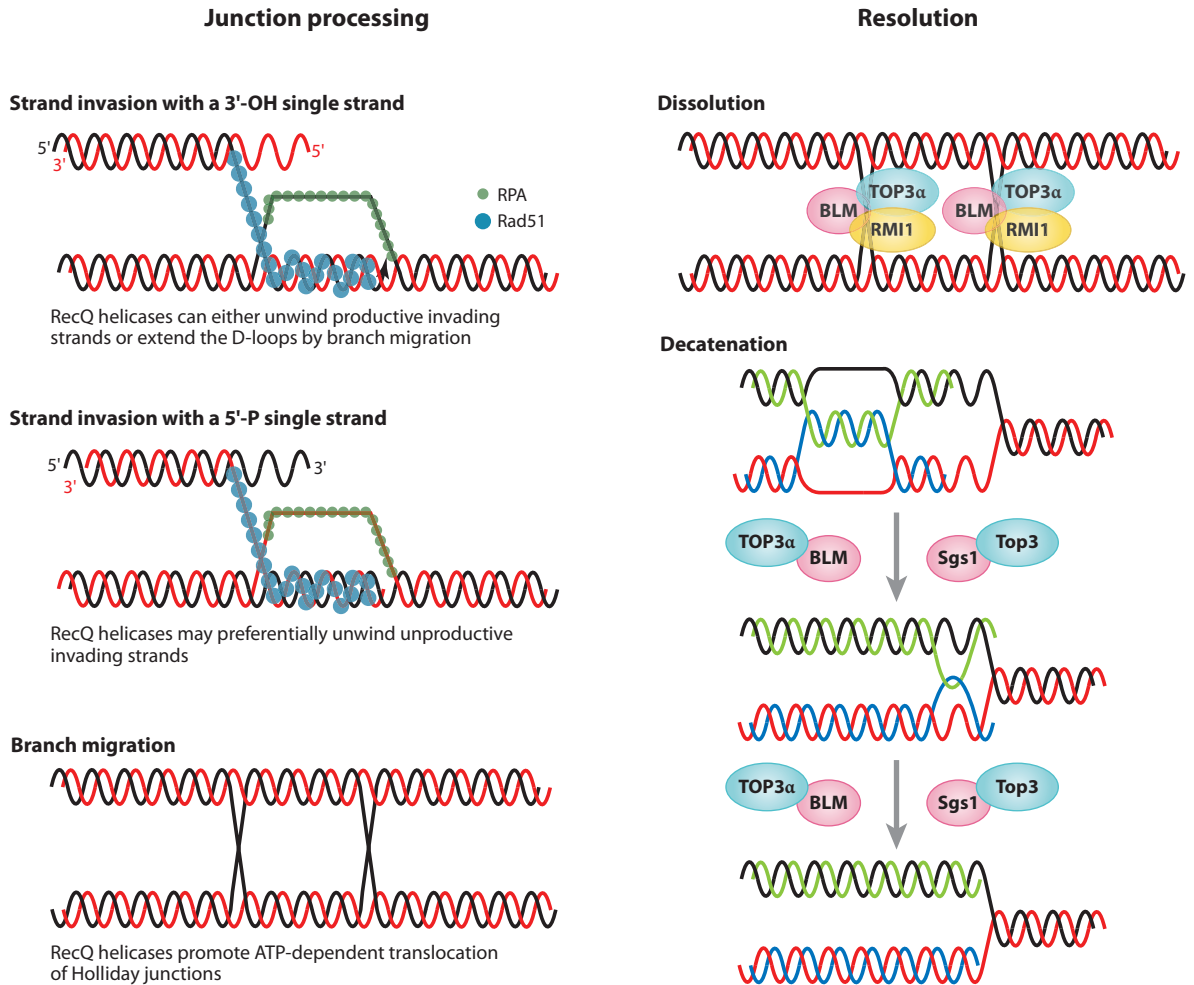 Junction processing
Strand invasion with a 3'-OH single strand
5'
3'
5'
RPA
Rad51
RecQ helicases can either unwind productive invading
strands or extend the D-loops by branch migration
Strand invasion with a 5'-P single strand
5'
3'
3'
RecQ helicases may preferentially unwind unproductive
invading strands
Branch migration
RecQ helicases promote ATP-dependent translocation
of Holliday junctions
Resolution
Dissolution
TOP3α
BLM
RMI1
TOP3α
BLM
RMI1
Decatenation
TOP3α
BLM
Sgs1
Top3
TOP3α
BLM
Sgs1
Top3